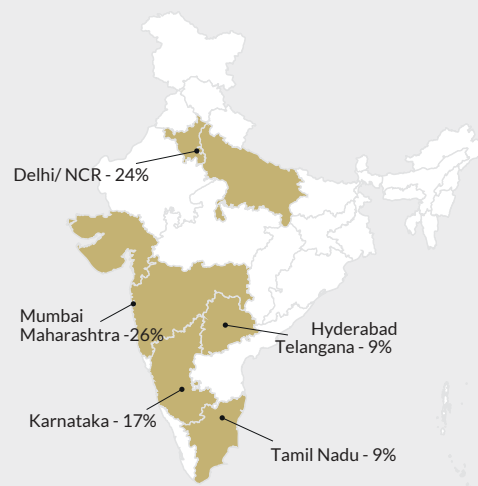 Delhi/ NCR - 24%
Mumbai
Maharashtra -26%
Hyderabad
Telangana - 9%
Karnataka - 17%
Tamil Nadu - 9%